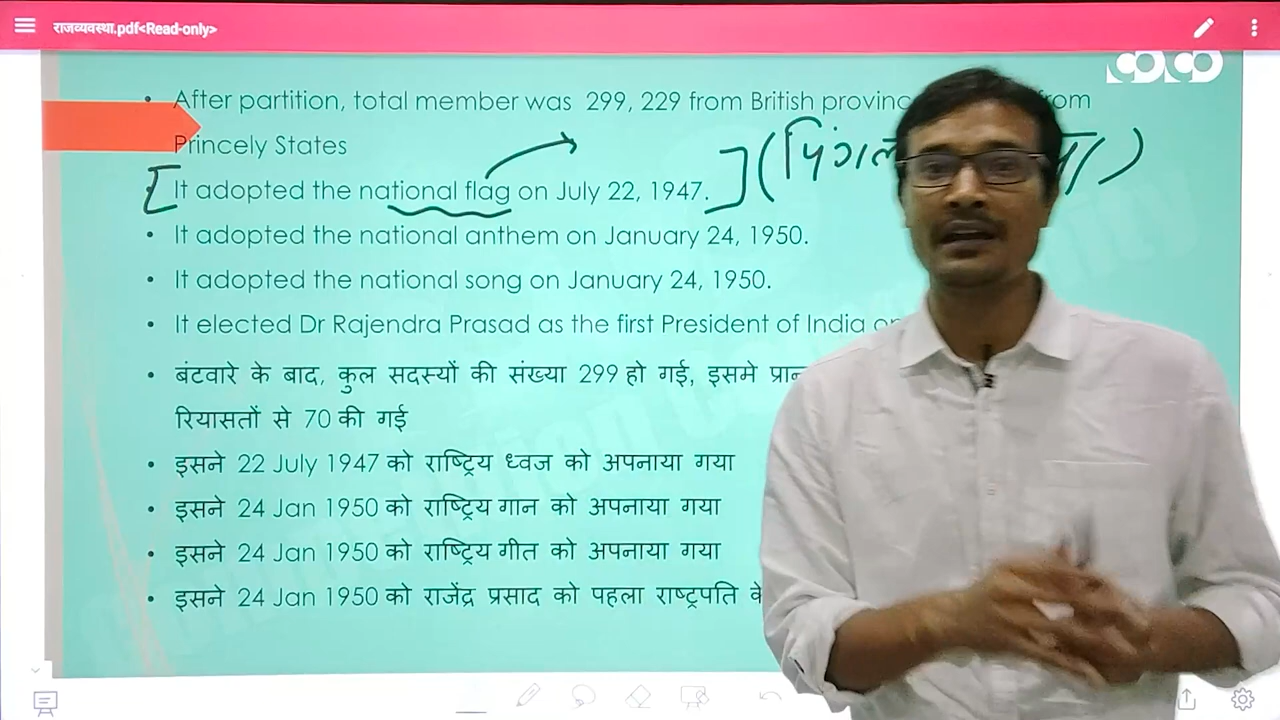 राजव्यवस्था.pdf<Read-only>
• After partition, total member was 299, 229 from British from
Princely States
• It adopted the national flag on July 22, 1947.
• It adopted the national anthem on January 24, 1950.
• It adopted the national song on January 24, 1950.
• It elected Dr Rajendra Prasad as the first President of India
• बंटवारे के बाद, कुल सदस्यों की संख्या 299 हो गई, इसमे
रियासतों से 70 की गई
• इसने 22 July 1947 को राष्ट्रिय ध्वज को अपनाया गया
• इसने 24 Jan 1950 को राष्ट्रिय गान को अपनाया गया
• इसने 24 Jan 1950 को राष्ट्रिय गीत को अपनाया गया
• इसने 24 Jan 1950 को राजेंद्र प्रसाद को पहला राष्ट्रपति के